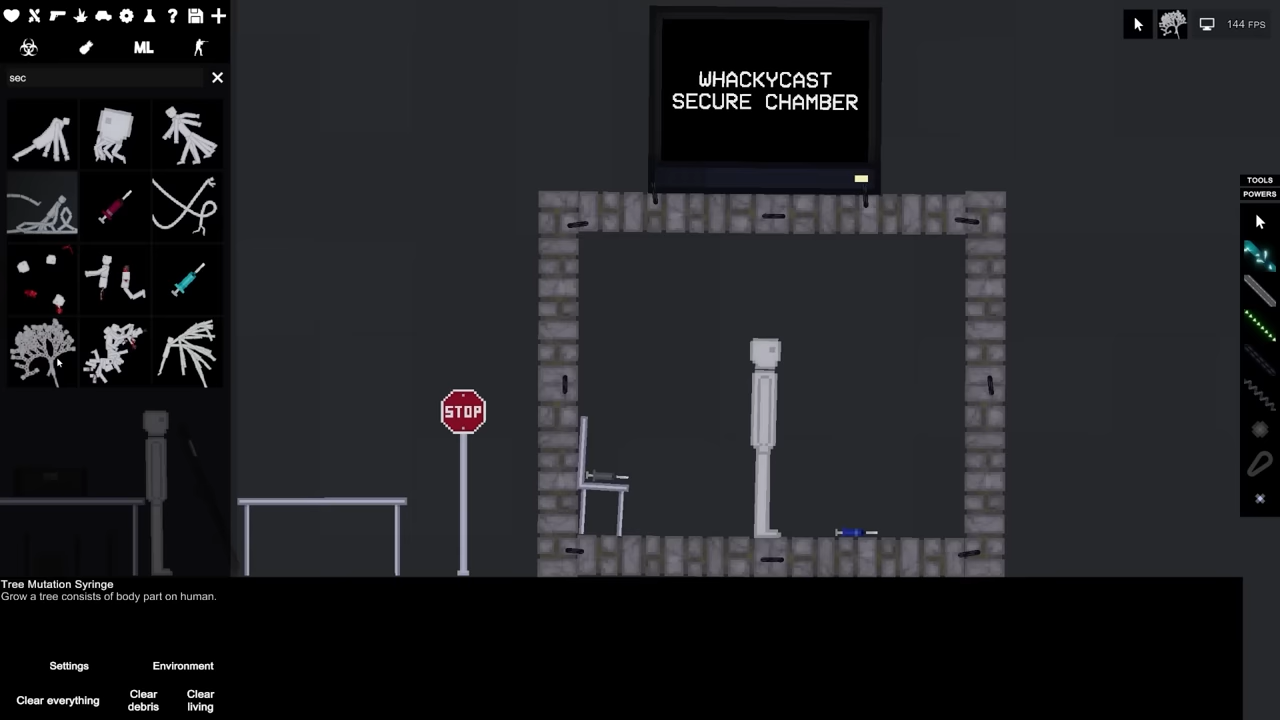 144 FPS
ML
sec
WHACKYCAST
SECURE CHAMBER
TOOLS
POWERS
STOP
Tree Mutation Syringe
Grow a tree consists of body part on human.
Settings
Environment
Clear everything
Clear
debris
Clear
living